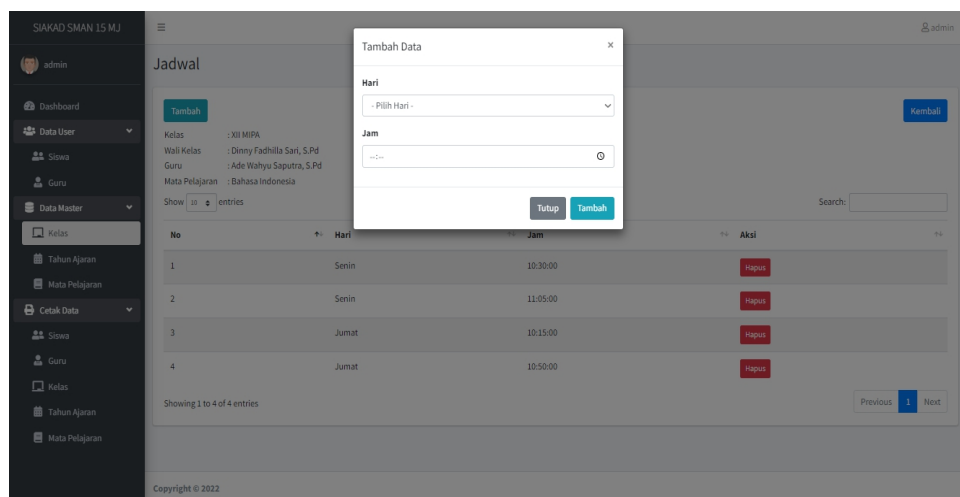 SIAKAD SMAN 15 MJ
admin
admin
Dashboard
Data User
Siswa
Guru
Data Master
Kelas
Tahun Ajaran
Mata Pelajaran
Cetak Data
Siswa
Guru
Kelas
Tahun Ajaran
Mata Pelajaran
Jadwal
Tambah
Kembali
Kelas : XII MIPA
Wali Kelas : Dinny Fadhilla Sari, S.Pd
Guru : Ade Wahyu Saputra, S.Pd
Mata Pelajaran : Bahasa Indonesia
Show 10 entries
Search:
Tambah Data ×
Hari
- Pilih Hari -
Jam
--:--
Tutup Tambah
No Hari Jam Aksi
1 Senin 10:30:00 Hapus
2 Senin 11:05:00 Hapus
3 Jumat 10:15:00 Hapus
4 Jumat 10:50:00 Hapus
Showing 1 to 4 of 4 entries
Previous 1 Next
Copyright © 2022